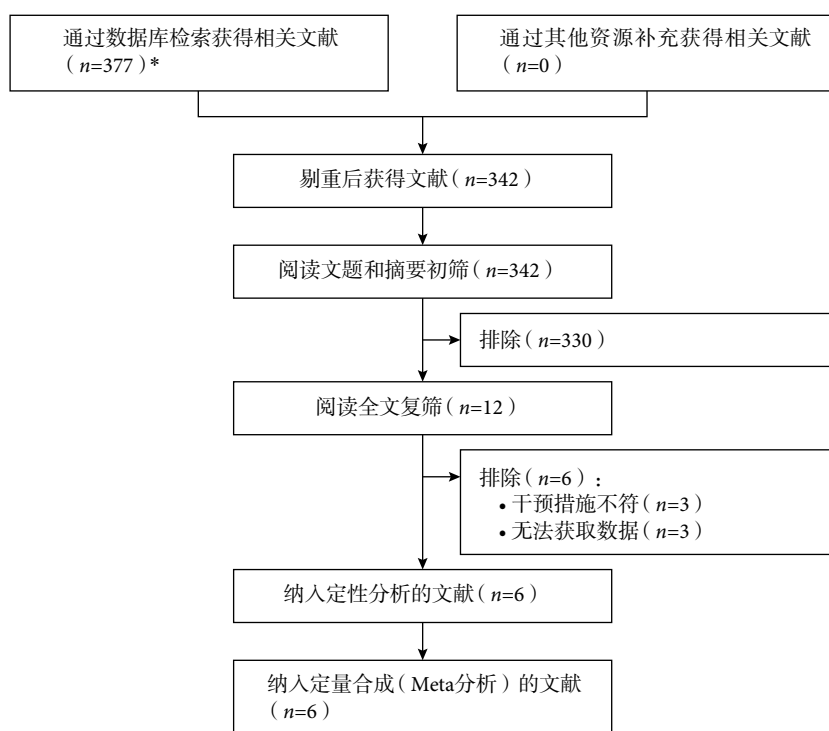 通过数据库检索获得相关文献
（n=377）*
通过其他资源补充获得相关文献
（n=0）
剔重后获得文献（n=342）
阅读文题和摘要初筛（n=342）
排除（n=330）
阅读全文复筛（n=12）
排除（n=6）：
• 干预措施不符（n=3）
• 无法获取数据（n=3）
纳入定性分析的文献（n=6）
纳入定量合成（Meta分析）的文献
（n=6）